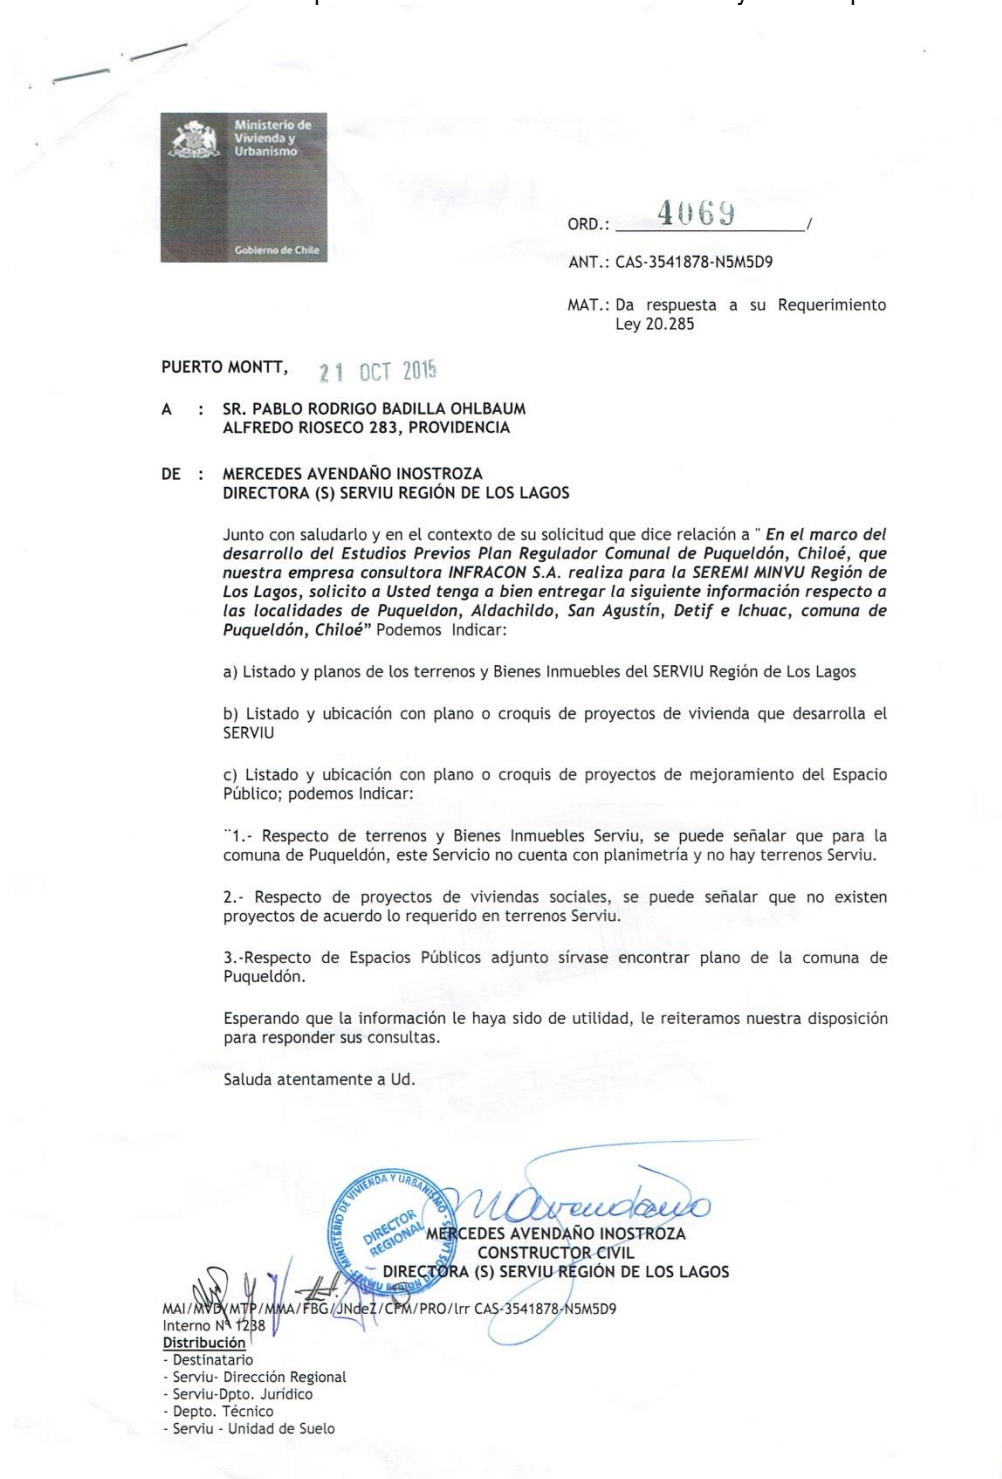 Ministerio de
Vivienda y
Urbanismo
Gobierno de Chile
ORD.: 4069 /
ANT.: CAS-3541878-N5M5D9
MAT.: Da respuesta a su Requerimiento
Ley 20.285
PUERTO MONTT, 21 OCT 2015
A : SR. PABLO RODRIGO BADILLA OHLBAUM
ALFREDO RIOSECO 283, PROVIDENCIA
DE : MERCEDES AVENDAÑO INOSTROZA
DIRECTORA (S) SERVIU REGIÓN DE LOS LAGOS
Junto con saludarlo y en el contexto de su solicitud que dice relación a " En el marco del
desarrollo del Estudios Previos Plan Regulador Comunal de Puqueldón, Chiloé, que
nuestra empresa consultora INFRACON S.A. realiza para la SEREMI MINVU Región de
Los Lagos, solicito a Usted tenga a bien entregar la siguiente información respecto a
las localidades de Puqueldon, Aldachildo, San Agustín, Detif e Ichuac, comuna de
Puqueldón, Chiloé" Podemos Indicar:
a) Listado y planos de los terrenos y Bienes Inmuebles del SERVIU Región de Los Lagos
b) Listado y ubicación con plano o croquis de proyectos de vivienda que desarrolla el
SERVIU
c) Listado y ubicación con plano o croquis de proyectos de mejoramiento del Espacio
Público; podemos Indicar:
¨1.- Respecto de terrenos y Bienes Inmuebles Serviu, se puede señalar que para la
comuna de Puqueldón, este Servicio no cuenta con planimetría y no hay terrenos Serviu.
2.- Respecto de proyectos de viviendas sociales, se puede señalar que no existen
proyectos de acuerdo lo requerido en terrenos Serviu.
3.-Respecto de Espacios Públicos adjunto sírvase encontrar plano de la comuna de
Puqueldón.
Esperando que la información le haya sido de utilidad, le reiteramos nuestra disposición
para responder sus consultas.
Saluda atentamente a Ud.
MINISTERIO DE VIVIENDA Y URBANISMO - SERVIU REGION DE LOS LAGOS
DIRECTOR
REGIONAL
MAvendaño
MERCEDES AVENDAÑO INOSTROZA
CONSTRUCTOR CIVIL
DIRECTORA (S) SERVIU REGIÓN DE LOS LAGOS
MAI/MVD/MTP/MMA/FBG/JNdeZ/CFM/PRO/lrr CAS-3541878-N5M5D9
Interno Nº 1238
Distribución
- Destinatario
- Serviu- Dirección Regional
- Serviu-Dpto. Jurídico
- Depto. Técnico
- Serviu - Unidad de Suelo